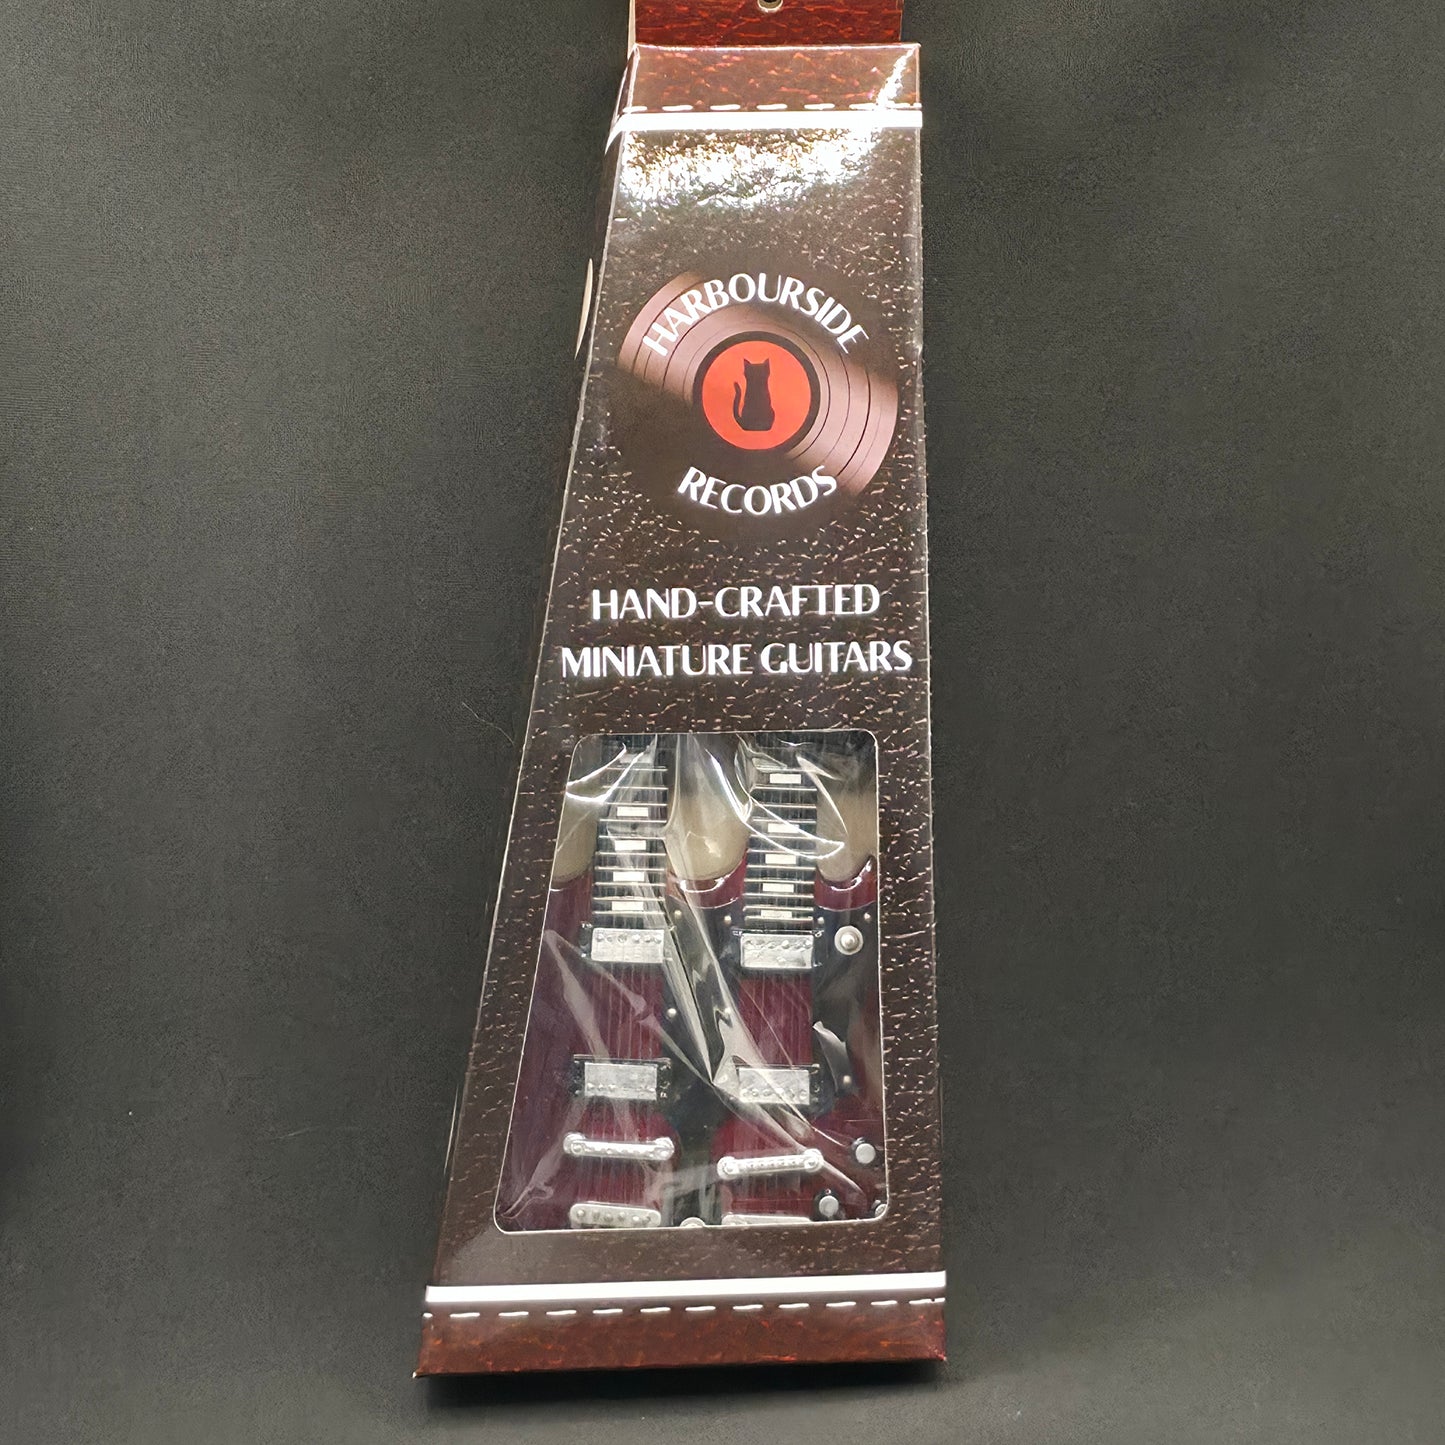 HARBOURSIDE
RECORDS
HAND-CRAFTED
MINIATURE GUITARS